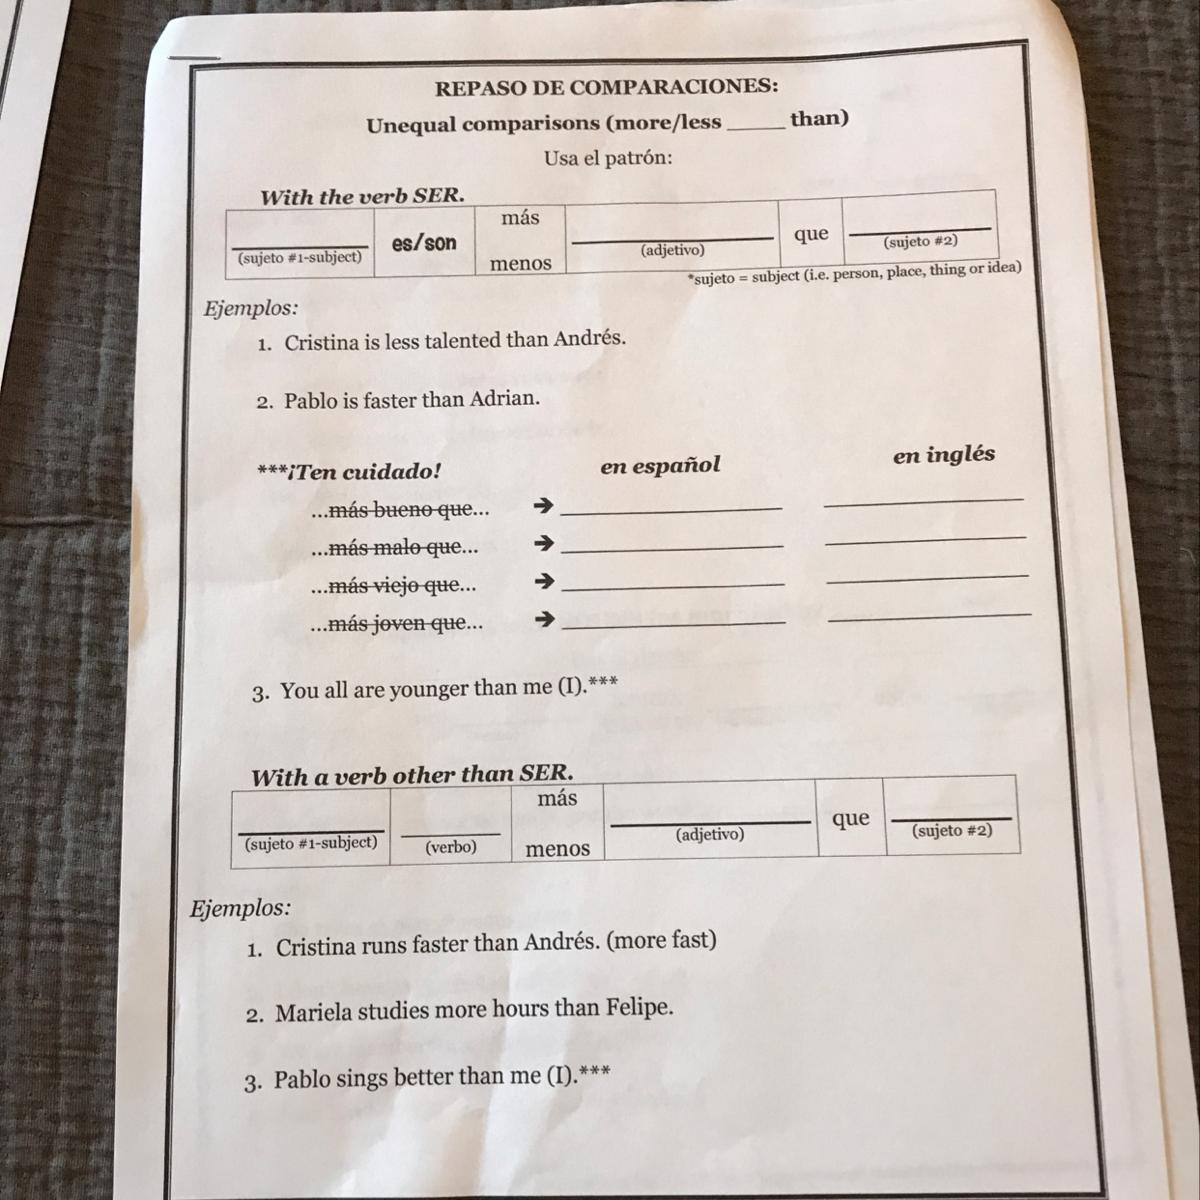 REPASO DE COMPARACIONES:
Unequal comparisons (more/less _____ than)
Usa el patrón:
With the verb SER.
(sujeto #1-subject) es/son más menos (adjetivo) que (sujeto #2)
*sujeto = subject (i.e. person, place, thing or idea)
Ejemplos:
1. Cristina is less talented than Andrés.
2. Pablo is faster than Adrian.
***¡Ten cuidado! en español en inglés
...más bueno que... ➔
...más malo que... ➔
...más viejo que... ➔
...más joven que... ➔
3. You all are younger than me (I).***
With a verb other than SER.
(sujeto #1-subject) (verbo) más menos (adjetivo) que (sujeto #2)
Ejemplos:
1. Cristina runs faster than Andrés. (more fast)
2. Mariela studies more hours than Felipe.
3. Pablo sings better than me (I).***